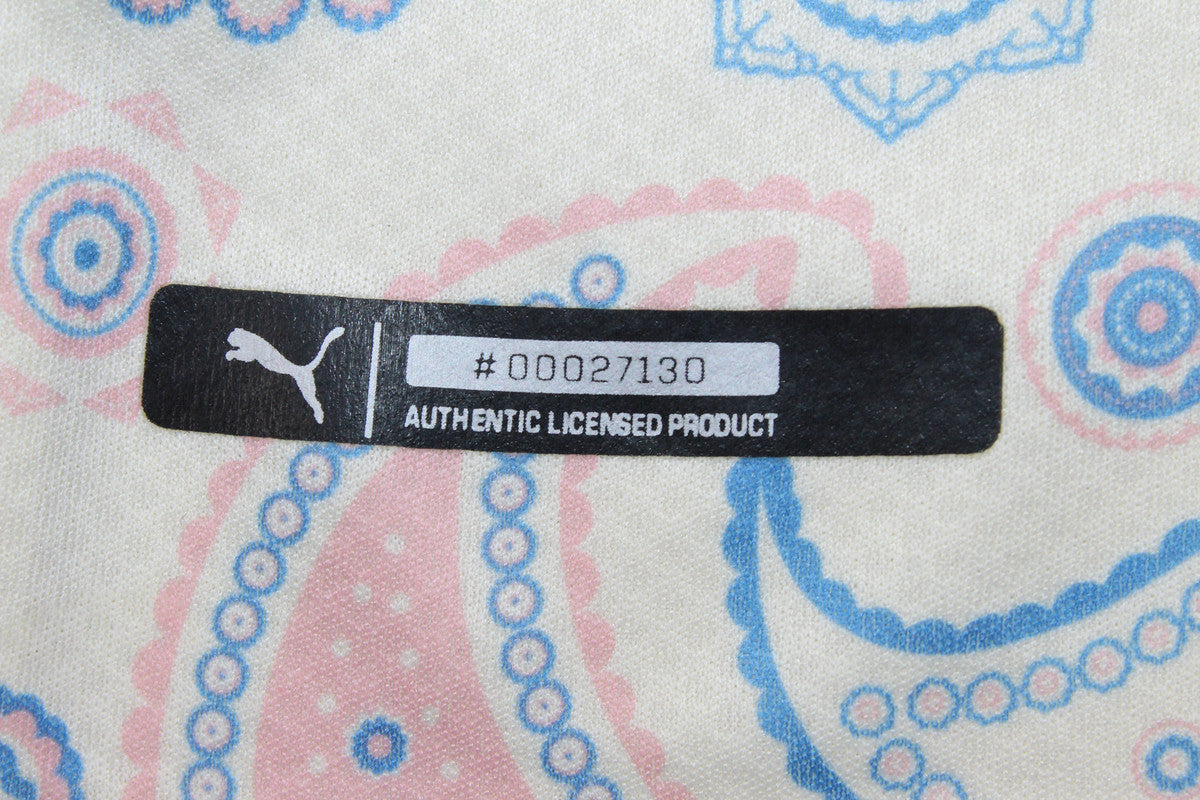 #00027130
AUTHENTIC LICENSED PRODUCT